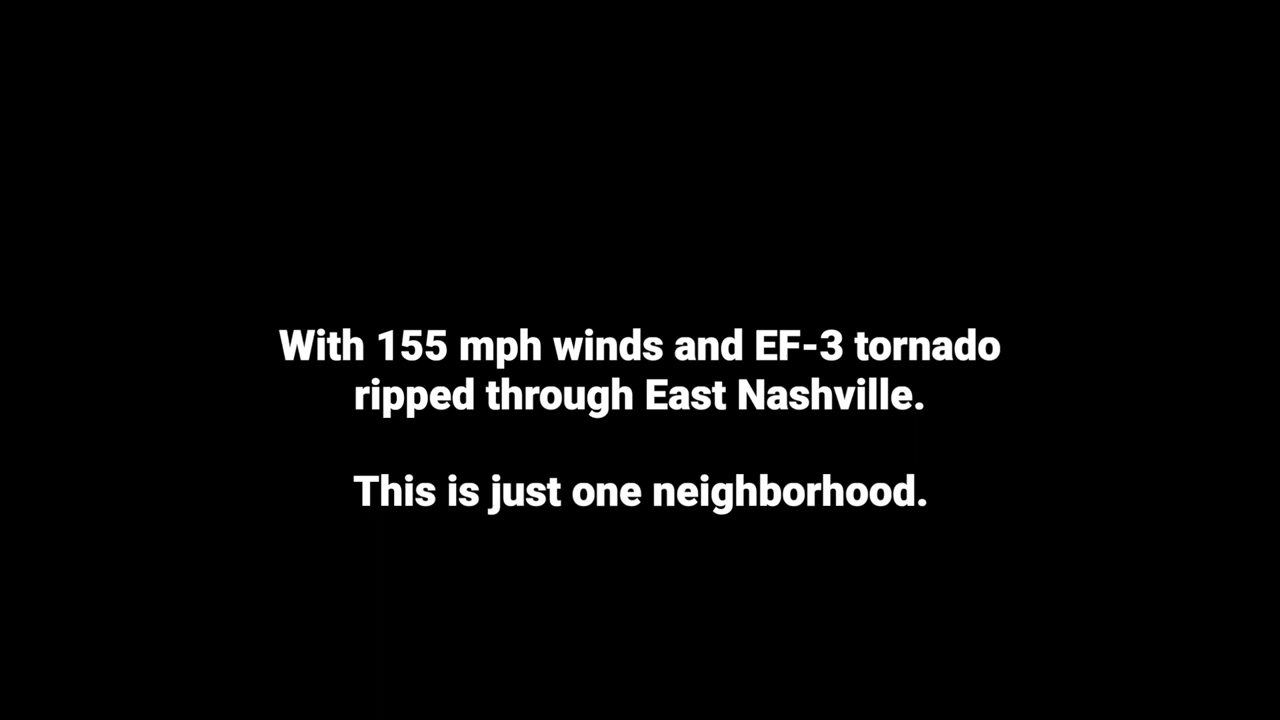 With 155 mph winds and EF-3 tornado
ripped through East Nashville.
This is just one neighborhood.